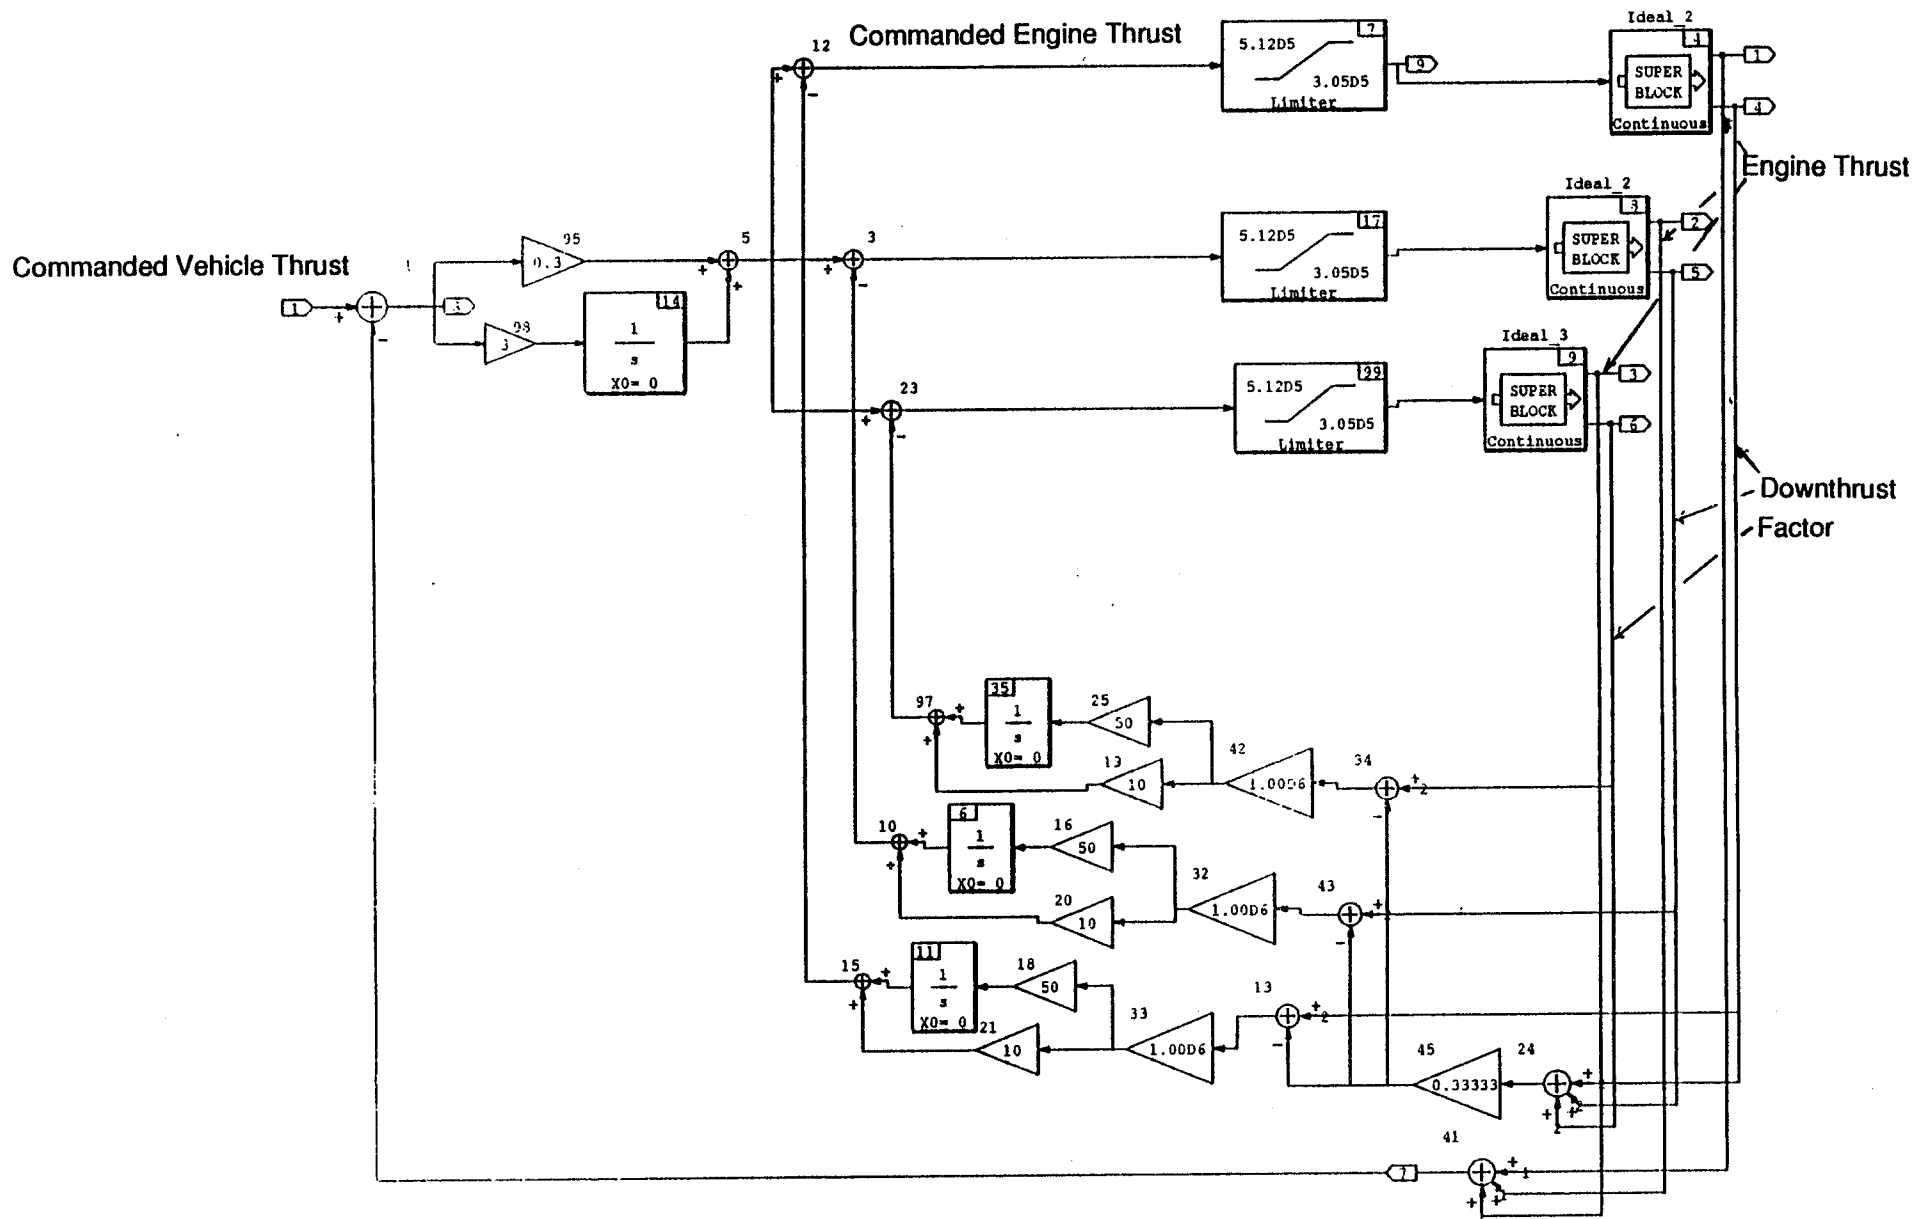 Ideal_2
Commanded Engine Thrust
12
7
5.12D5
3.05D5
Limiter
9
SUPER
BLOCK
Continuous
1
4
+
-
Engine Thrust
Ideal_2
17
5.12D5
3.05D5
Limiter
SUPER
BLOCK
Continuous
2
5
95
0.3
5
3
+
+
+
-
Commanded Vehicle Thrust
1
+
-
98
3
14
1
s
X0= 0
Ideal_3
9
99
5.12D5
3.05D5
Limiter
SUPER
BLOCK
Continuous
3
6
23
+
-
Downthrust
Factor
35
1
s
X0= 0
97
+
+
25
50
13
10
42
34
+
2
-
6
1
s
X0= 0
10
+
+
16
50
20
10
32
1.00D6
43
+
-
11
1
s
X0= 0
15
+
+
18
50
21
10
33
1.00D6
13
+
2
-
45
0.33333
24
+
+
+
2
41
7
+
1
+
+